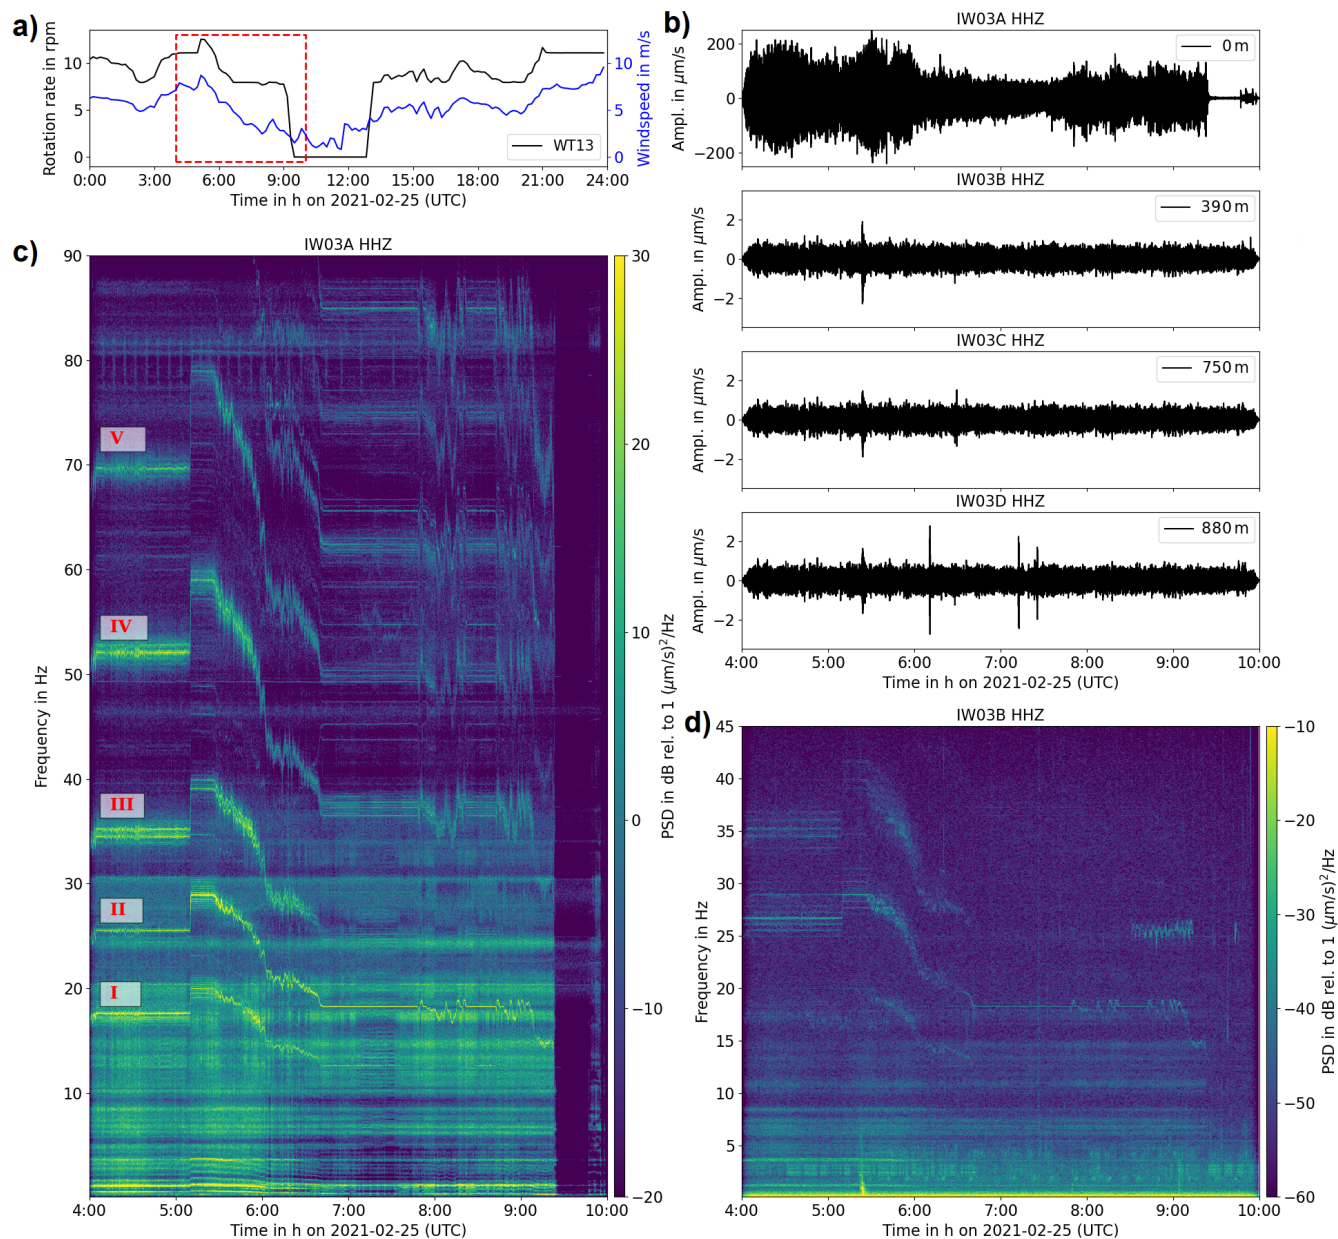 a)
Rotation rate in rpm
10
5
0
10
5
0
Windspeed in m/s
WT13
0:00 3:00 6:00 9:00 12:00 15:00 18:00 21:00 24:00
Time in h on 2021-02-25 (UTC)
b)
IW03A HHZ
Ampl. in μm/s
200
0
−200
0 m
IW03B HHZ
Ampl. in μm/s
2
0
−2
390 m
IW03C HHZ
Ampl. in μm/s
2
0
−2
750 m
IW03D HHZ
Ampl. in μm/s
2
0
−2
880 m
4:00 5:00 6:00 7:00 8:00 9:00 10:00
Time in h on 2021-02-25 (UTC)
c)
IW03A HHZ
Frequency in Hz
90
80
70
60
50
40
30
20
10
V
IV
III
II
I
4:00 5:00 6:00 7:00 8:00 9:00 10:00
Time in h on 2021-02-25 (UTC)
30
20
10
0
−10
−20
PSD in dB rel. to 1 (μm/s)²/Hz
d)
IW03B HHZ
Frequency in Hz
45
40
35
30
25
20
15
10
5
4:00 5:00 6:00 7:00 8:00 9:00 10:00
Time in h on 2021-02-25 (UTC)
−10
−20
−30
−40
−50
−60
PSD in dB rel. to 1 (μm/s)²/Hz